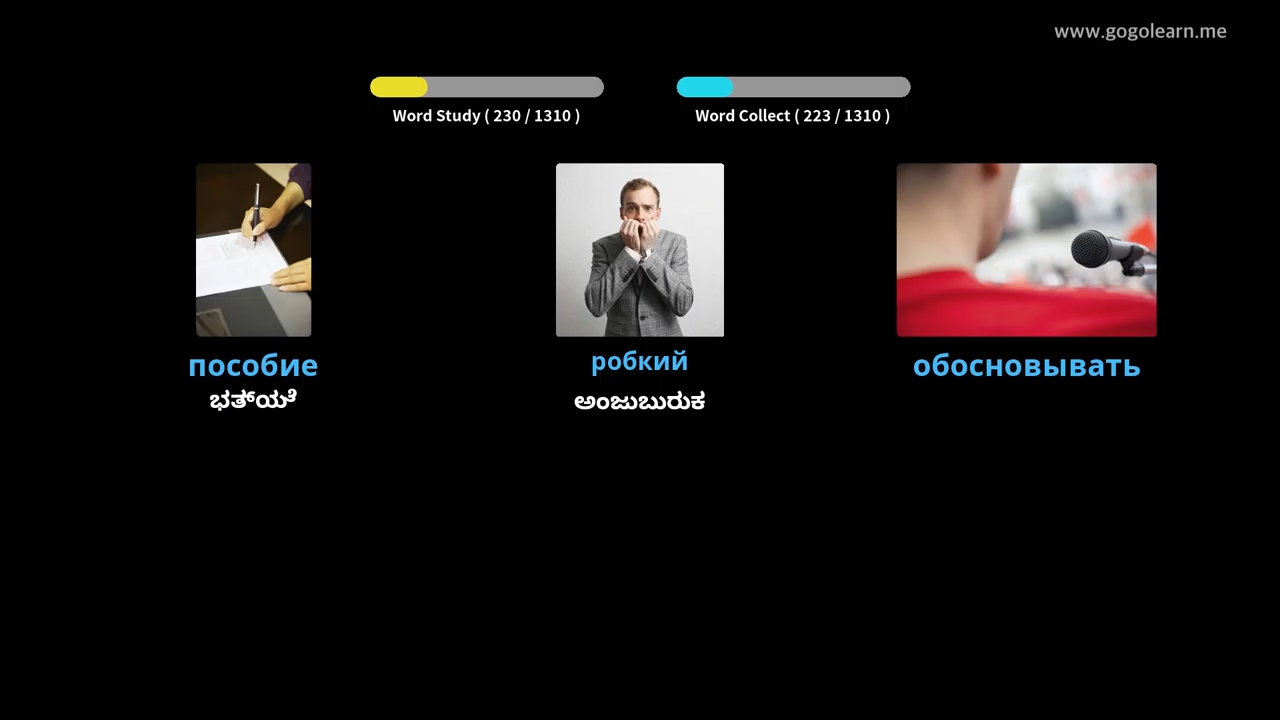 www.gogolearn.me
Word Study ( 230 / 1310 )
Word Collect ( 223 / 1310 )
пособие
робкий
обосновывать
ಭತ್ಯೆ
ಅಂಜುಬುರುಕ